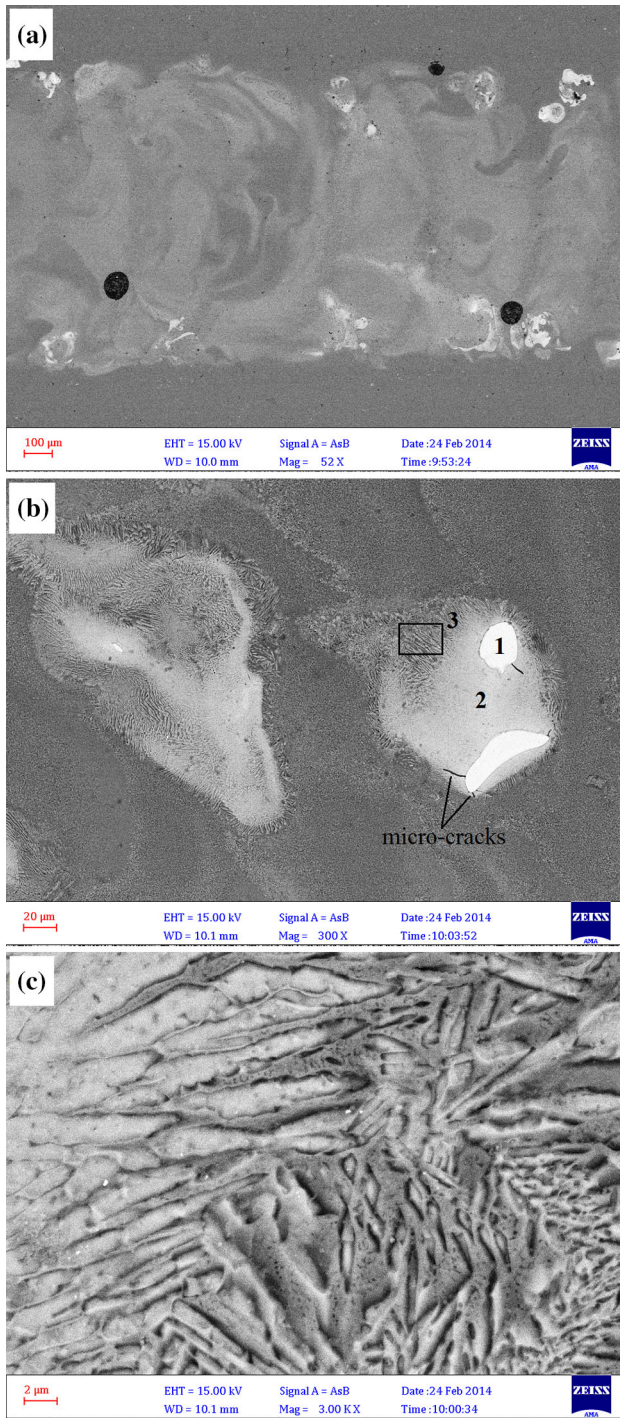 (a)
100 µm
EHT = 15.00 kV
WD = 10.0 mm
Signal A = AsB
Mag = 52 X
Date :24 Feb 2014
Time :9:53:24
ZEISS
AMA
(b)
3
1
2
micro-cracks
20 µm
EHT = 15.00 kV
WD = 10.1 mm
Signal A = AsB
Mag = 300 X
Date :24 Feb 2014
Time :10:03:52
ZEISS
AMA
(c)
2 µm
EHT = 15.00 kV
WD = 10.1 mm
Signal A = AsB
Mag = 3.00 K X
Date :24 Feb 2014
Time :10:00:34
ZEISS
AMA